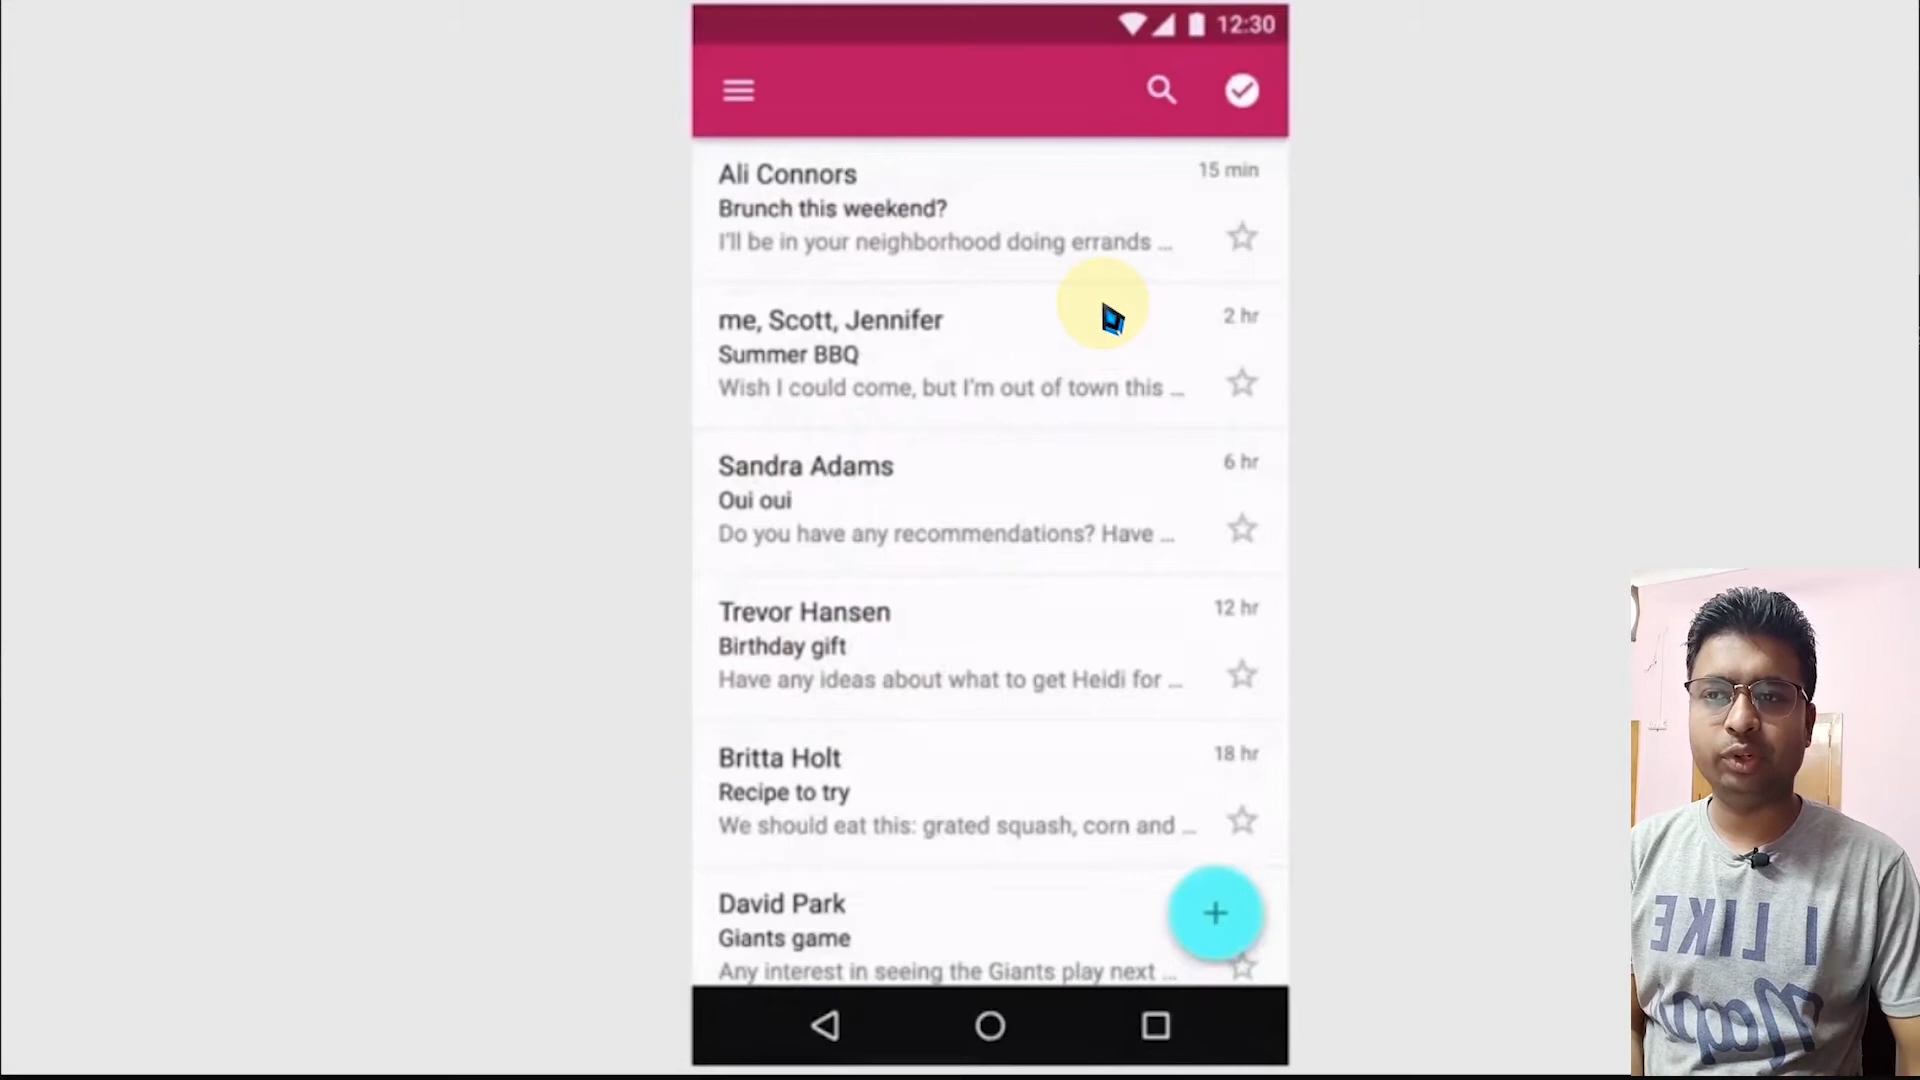 12:30
Ali Connors
15 min
Brunch this weekend?
I'll be in your neighborhood doing errands ...
me, Scott, Jennifer
2 hr
Summer BBQ
Wish I could come, but I'm out of town this ...
Sandra Adams
6 hr
Oui oui
Do you have any recommendations? Have ...
Trevor Hansen
12 hr
Birthday gift
Have any ideas about what to get Heidi for ...
Britta Holt
18 hr
Recipe to try
We should eat this: grated squash, corn and ...
David Park
Giants game
Any interest in seeing the Giants play next ...
I LIKE